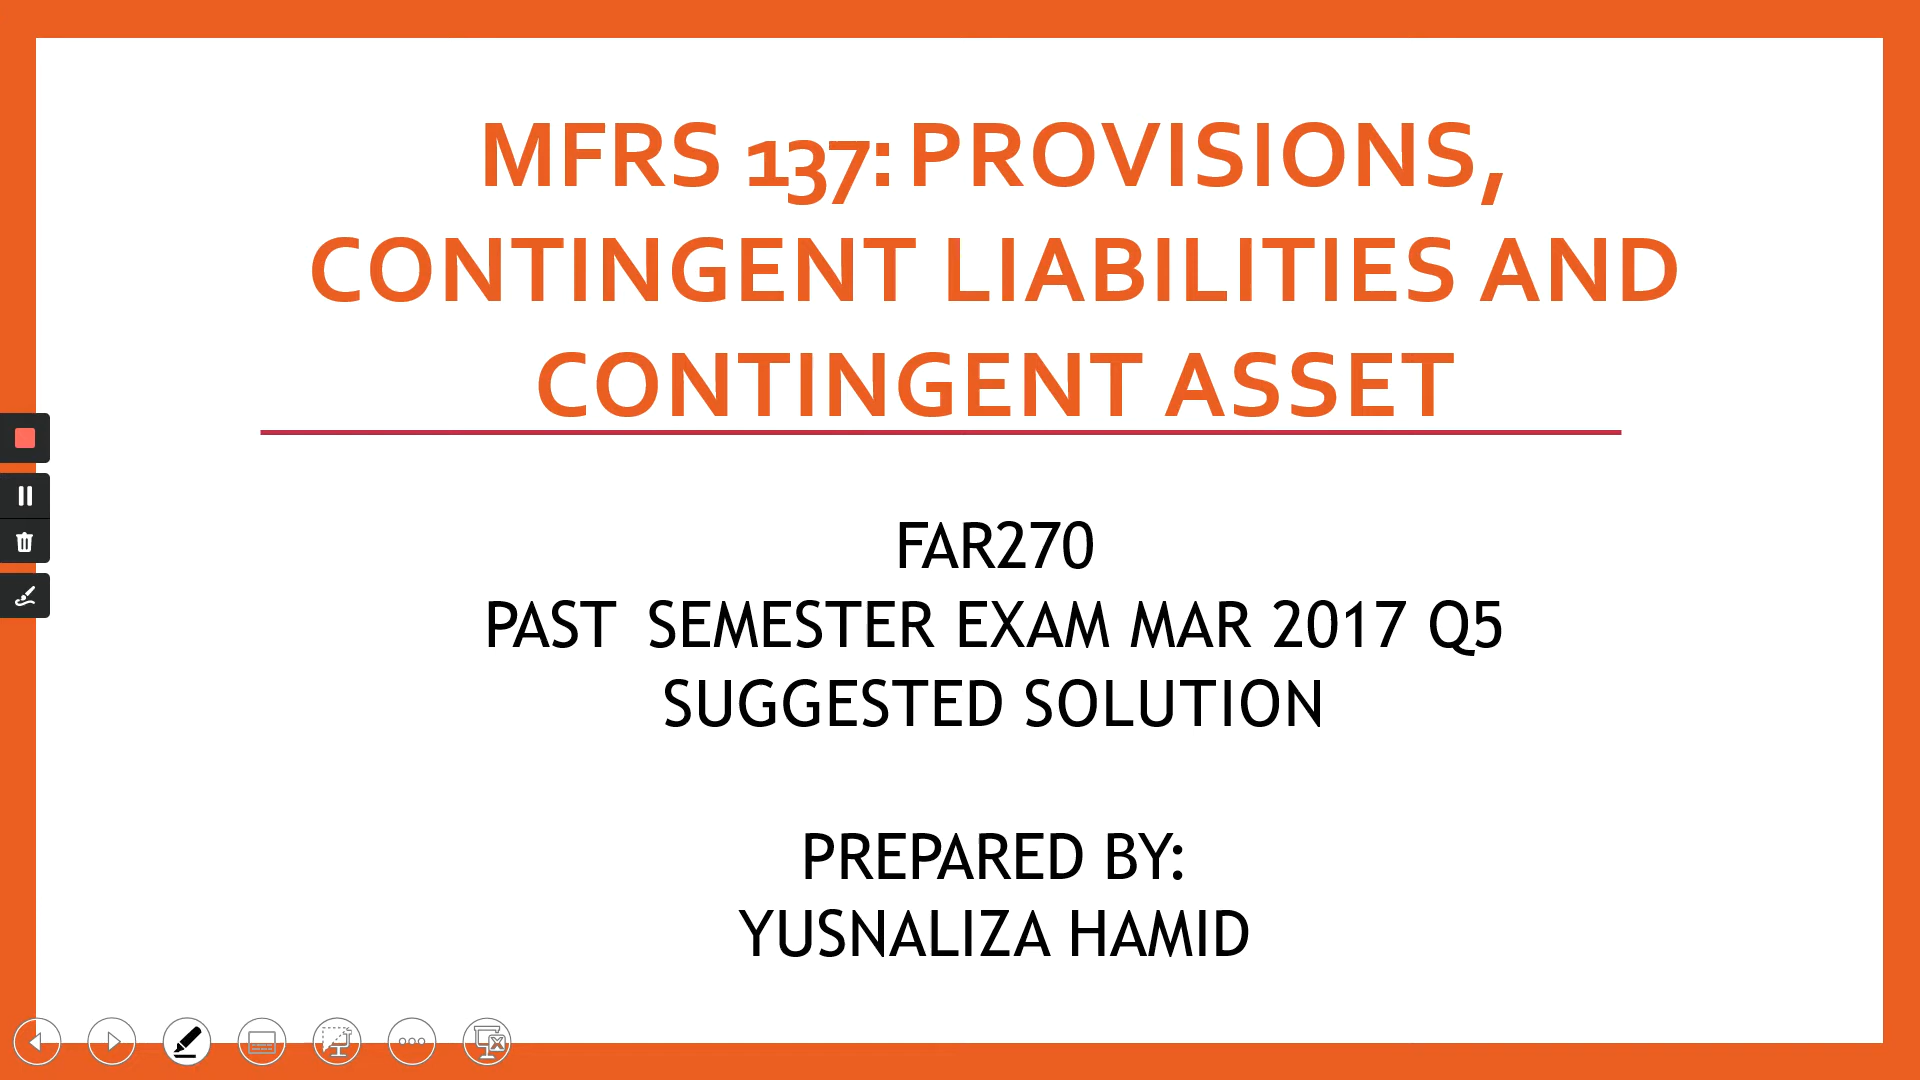 MFRS 137: PROVISIONS,
CONTINGENT LIABILITIES AND
CONTINGENT ASSET
FAR270
PAST SEMESTER EXAM MAR 2017 Q5
SUGGESTED SOLUTION
PREPARED BY:
YUSNALIZA HAMID